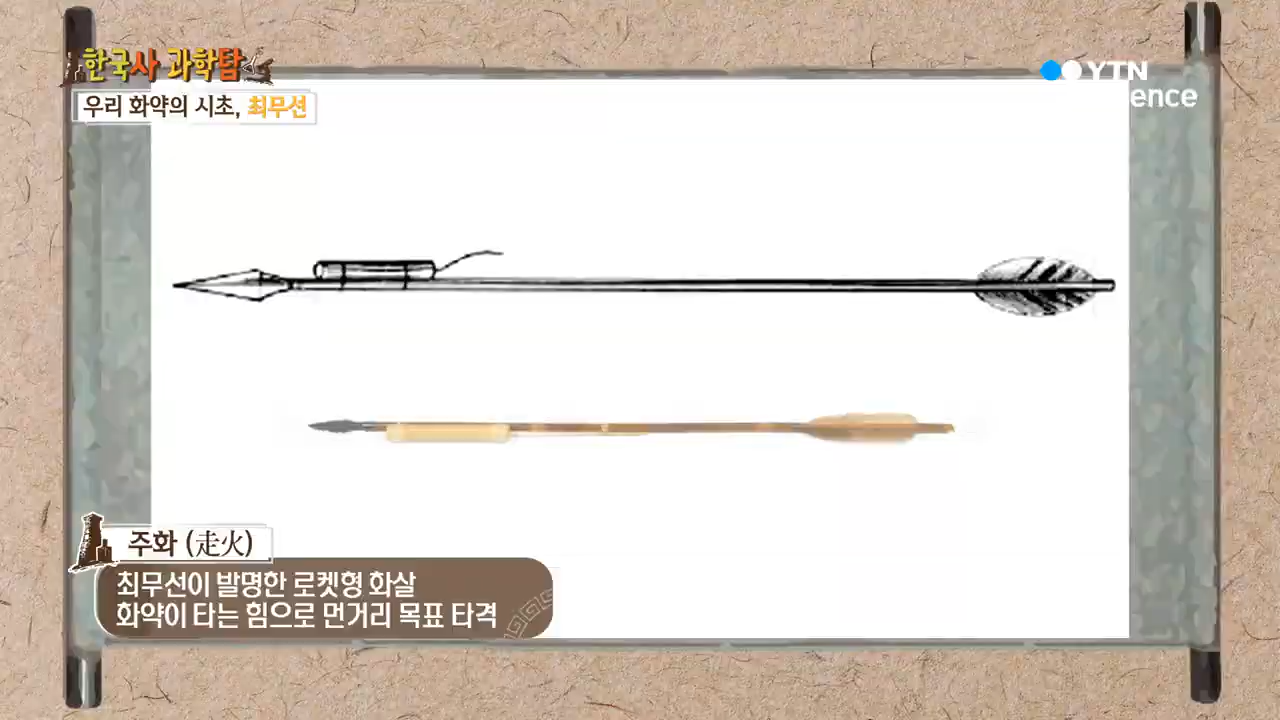 한국사 과학탐
우리 화약의 시초, 최무선
YTN
ence
주화 (走火)
최무선이 발명한 로켓형 화살
화약이 타는 힘으로 먼거리 목표 타격